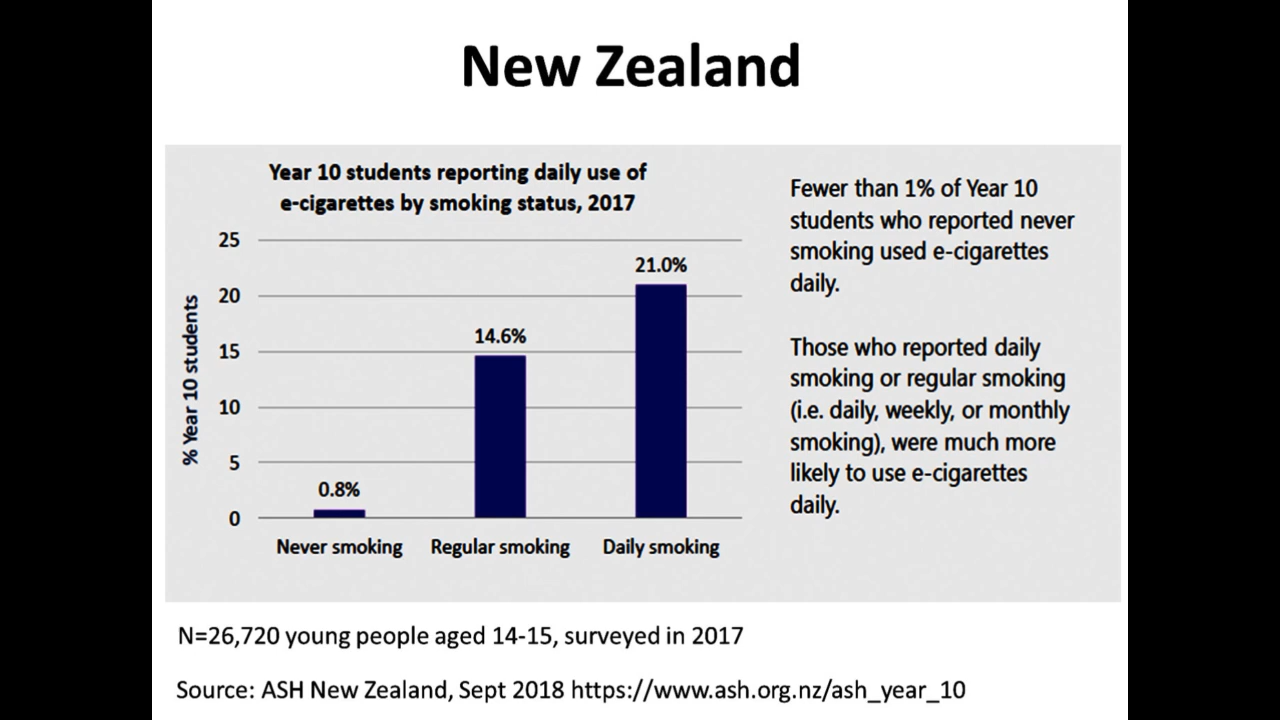 New Zealand
Year 10 students reporting daily use of
e-cigarettes by smoking status, 2017
% Year 10 students
25
20
15
10
5
0
0.8%
14.6%
21.0%
Never smoking
Regular smoking
Daily smoking
Fewer than 1% of Year 10
students who reported never
smoking used e-cigarettes
daily.
Those who reported daily
smoking or regular smoking
(i.e. daily, weekly, or monthly
smoking), were much more
likely to use e-cigarettes
daily.
N=26,720 young people aged 14-15, surveyed in 2017
Source: ASH New Zealand, Sept 2018 https://www.ash.org.nz/ash_year_10